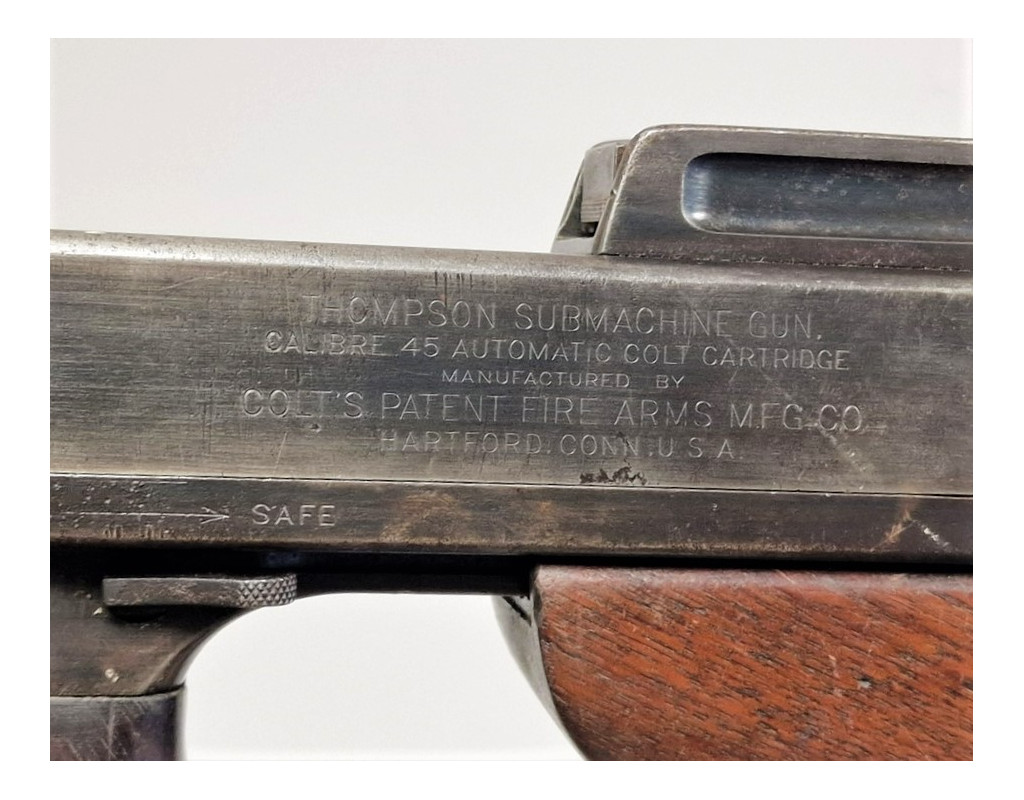 THOMPSON SUBMACHINE GUN,
CALIBRE .45 AUTOMATIC COLT CARTRIDGE
MANUFACTURED BY
COLT'S PATENT FIRE ARMS MFG. CO.
HARTFORD, CONN., U.S.A.
SAFE